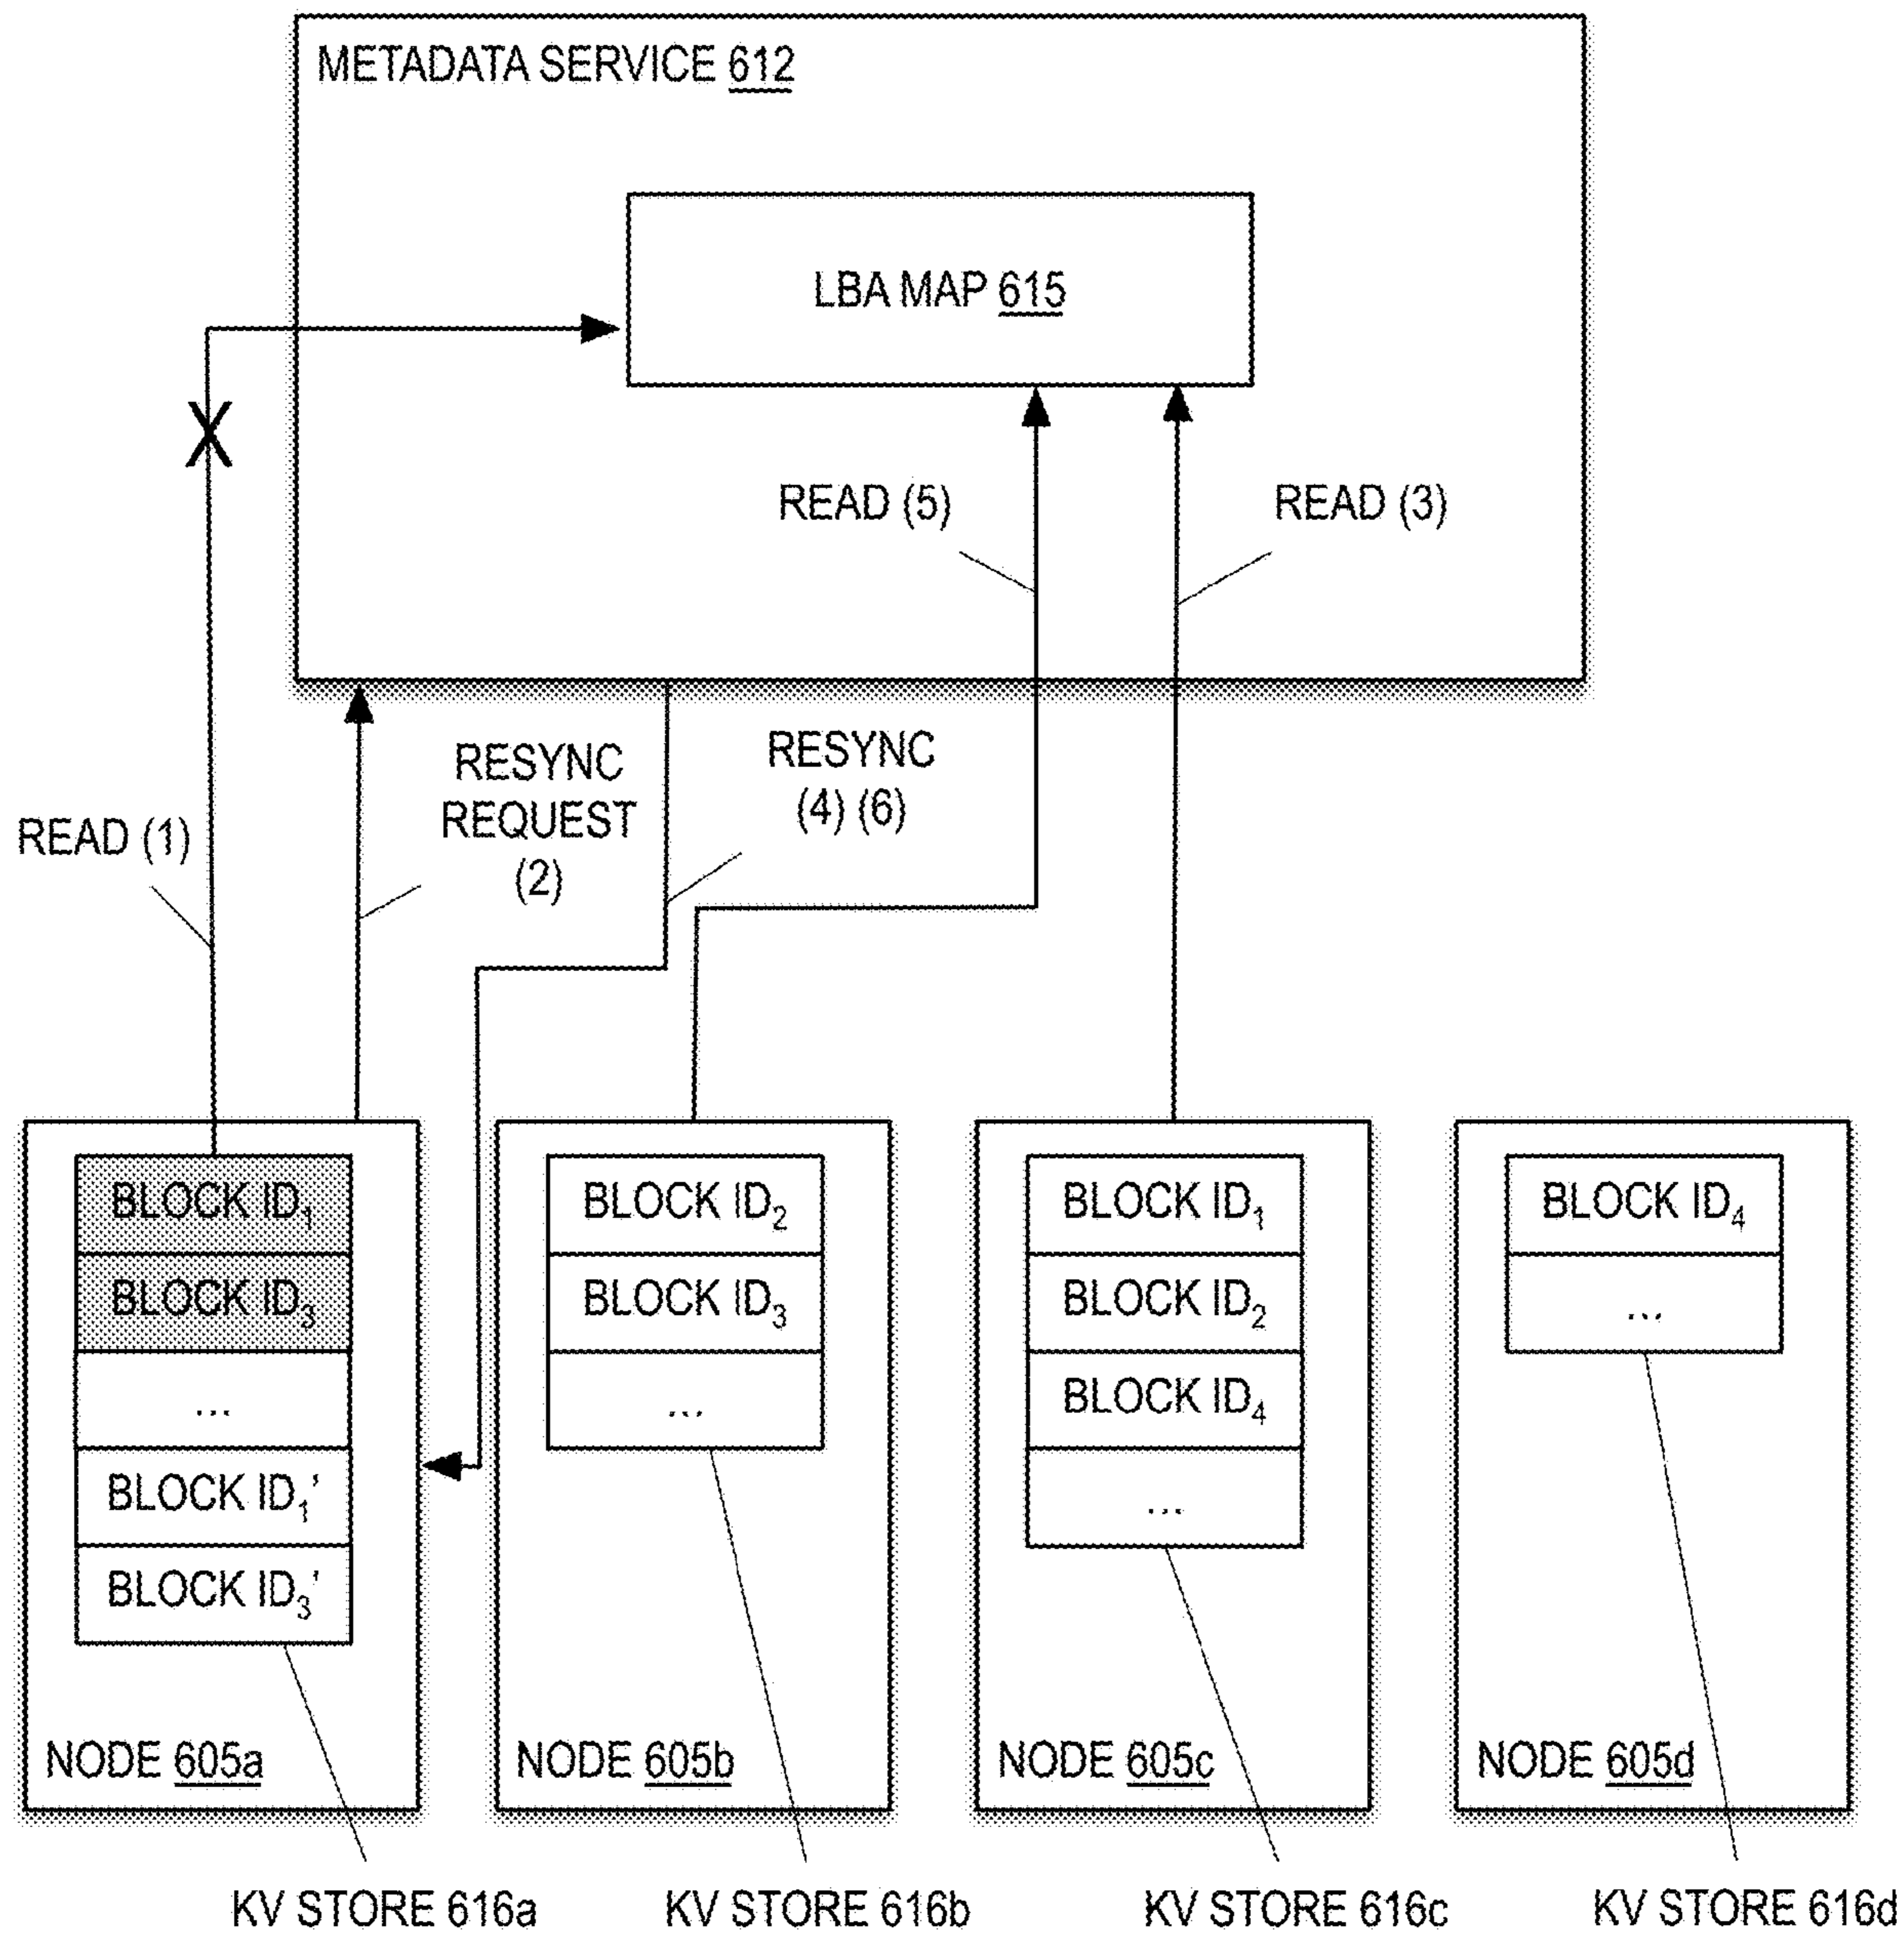 METADATA SERVICE 612
LBA MAP 615
X
READ (5)
READ (3)
READ (1)
RESYNC
REQUEST
(2)
RESYNC
(4) (6)
BLOCK ID₁
BLOCK ID₃
...
BLOCK ID₁’
BLOCK ID₃’
NODE 605a
BLOCK ID₂
BLOCK ID₃
...
NODE 605b
BLOCK ID₁
BLOCK ID₂
BLOCK ID₄
...
NODE 605c
BLOCK ID₄
...
NODE 605d
KV STORE 616a
KV STORE 616b
KV STORE 616c
KV STORE 616d